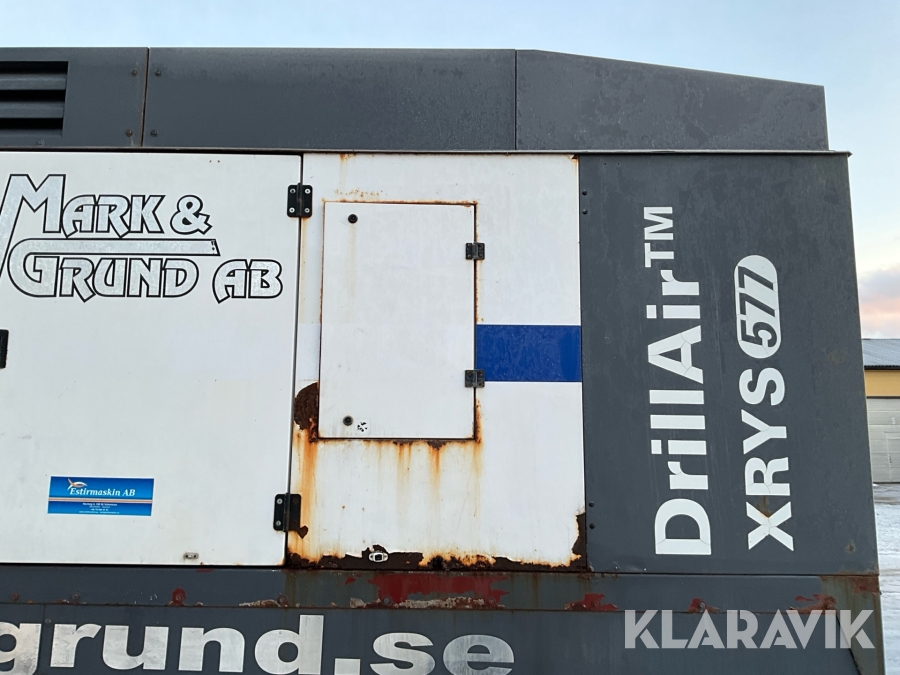 MARK &
GRUND AB
Estirmaskin AB
DrillAir™
XRYS 577
grund.se
KLARAVIK